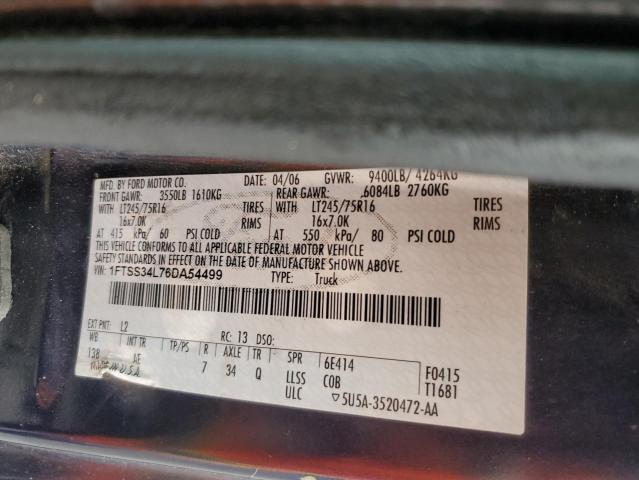 MFD. BY FORD MOTOR CO. 04/06 GVWR: 9400LB/ 4264KG
FRONT GAWR: 3550LB 1610KG REAR GAWR: 6084LB 2760KG
WITH LT245/75R16 TIRES WITH LT245/75R16 TIRES
16x7.0K RIMS 16x7.0K RIMS
AT 415 kPa/ 60 PSI COLD AT 550 kPa/ 80 PSI COLD
THIS VEHICLE CONFORMS TO ALL APPLICABLE FEDERAL MOTOR VEHICLE
SAFETY STANDARDS IN EFFECT ON THE DATE OF MANUFACTURE SHOWN ABOVE.
VIN: 1FTSS34L76DA54499 TYPE: Truck
EXT PNT: L2 RC: 13 DSO:
WB INT TR TP/PS R AXLE TR SPR 6E414 F0415
138 AE 7 34 Q LLSS COB T1681
MADE IN U.S.A. ULC ▽5U5A-3520472-AA